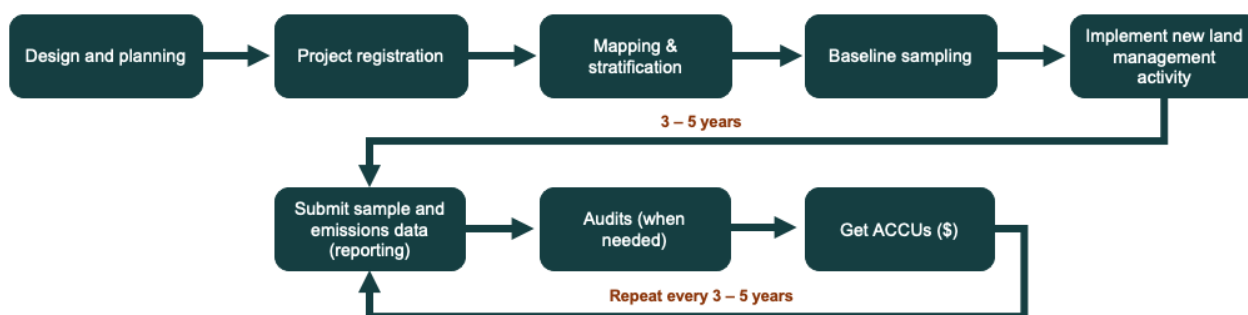 Design and planning
Project registration
Mapping &
stratification
Baseline sampling
Implement new land
management
activity
3 – 5 years
Submit sample and
emissions data
(reporting)
Audits (when
needed)
Get ACCUs ($)
Repeat every 3 – 5 years